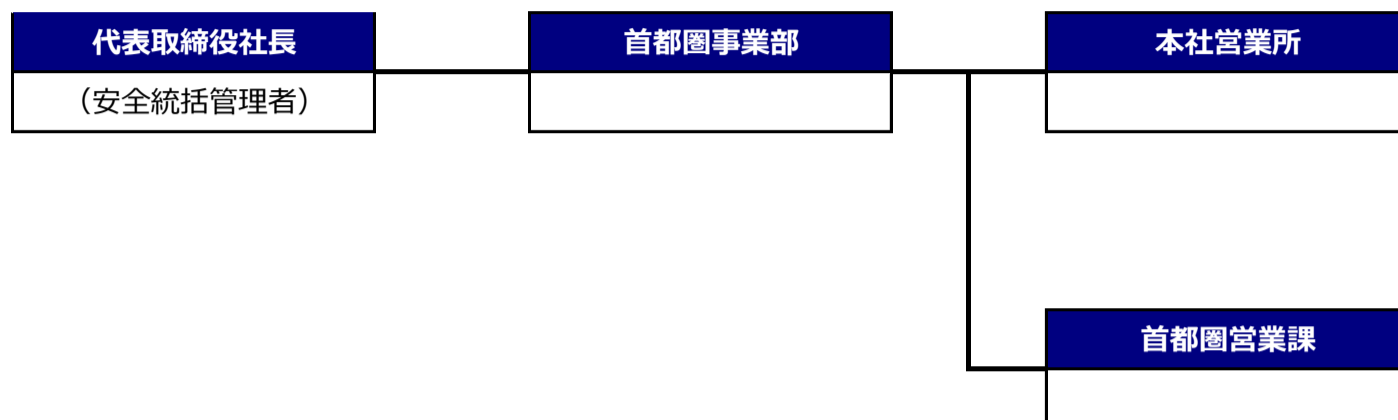 代表取締役社長
（安全統括管理者）
首都圏事業部
本社営業所
首都圏営業課